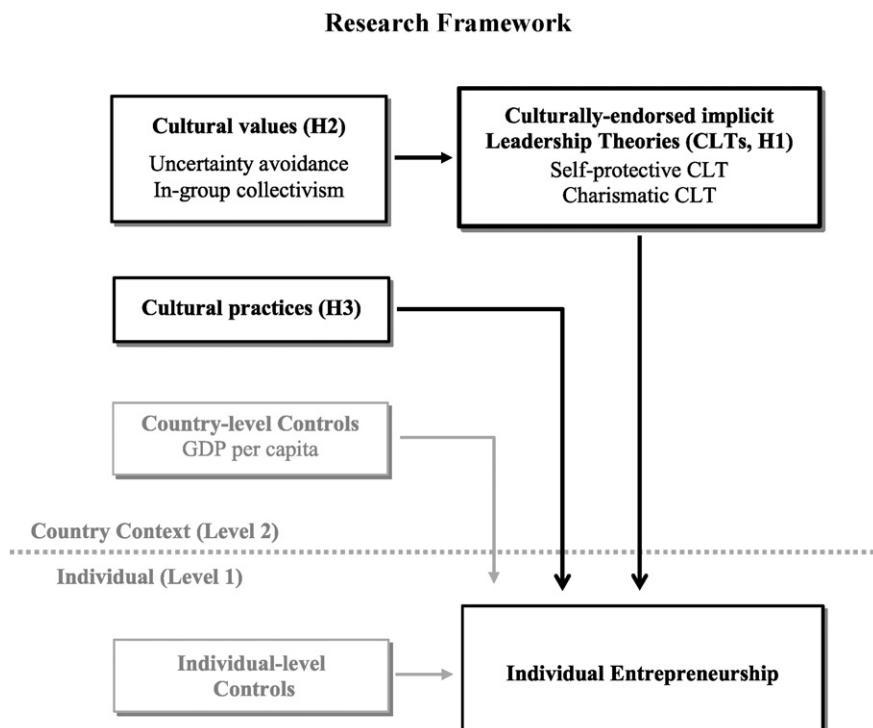 Research Framework
Cultural values (H2)
Uncertainty avoidance
In-group collectivism
Culturally-endorsed implicit
Leadership Theories (CLTs, H1)
Self-protective CLT
Charismatic CLT
Cultural practices (H3)
Country-level Controls
GDP per capita
Country Context (Level 2)
Individual (Level 1)
Individual-level
Controls
Individual Entrepreneurship